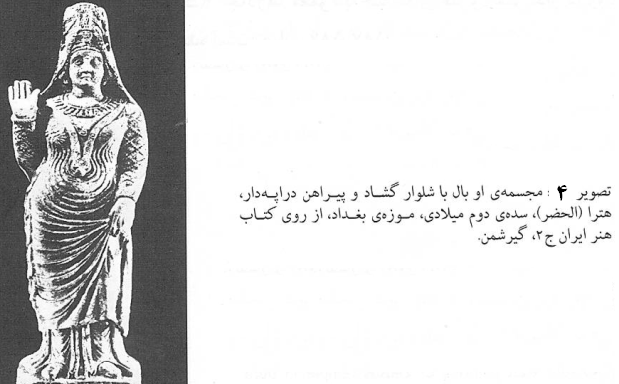 تصویر ۴ : مجسمه‌ی او بال با شلوار گشاد و پیراهن دراپه‌دار،
هترا (الحضر)، سده‌ی دوم میلادی، موزه‌ی بغداد، از روی کتاب
هنر ایران ج۲، گیرشمن.